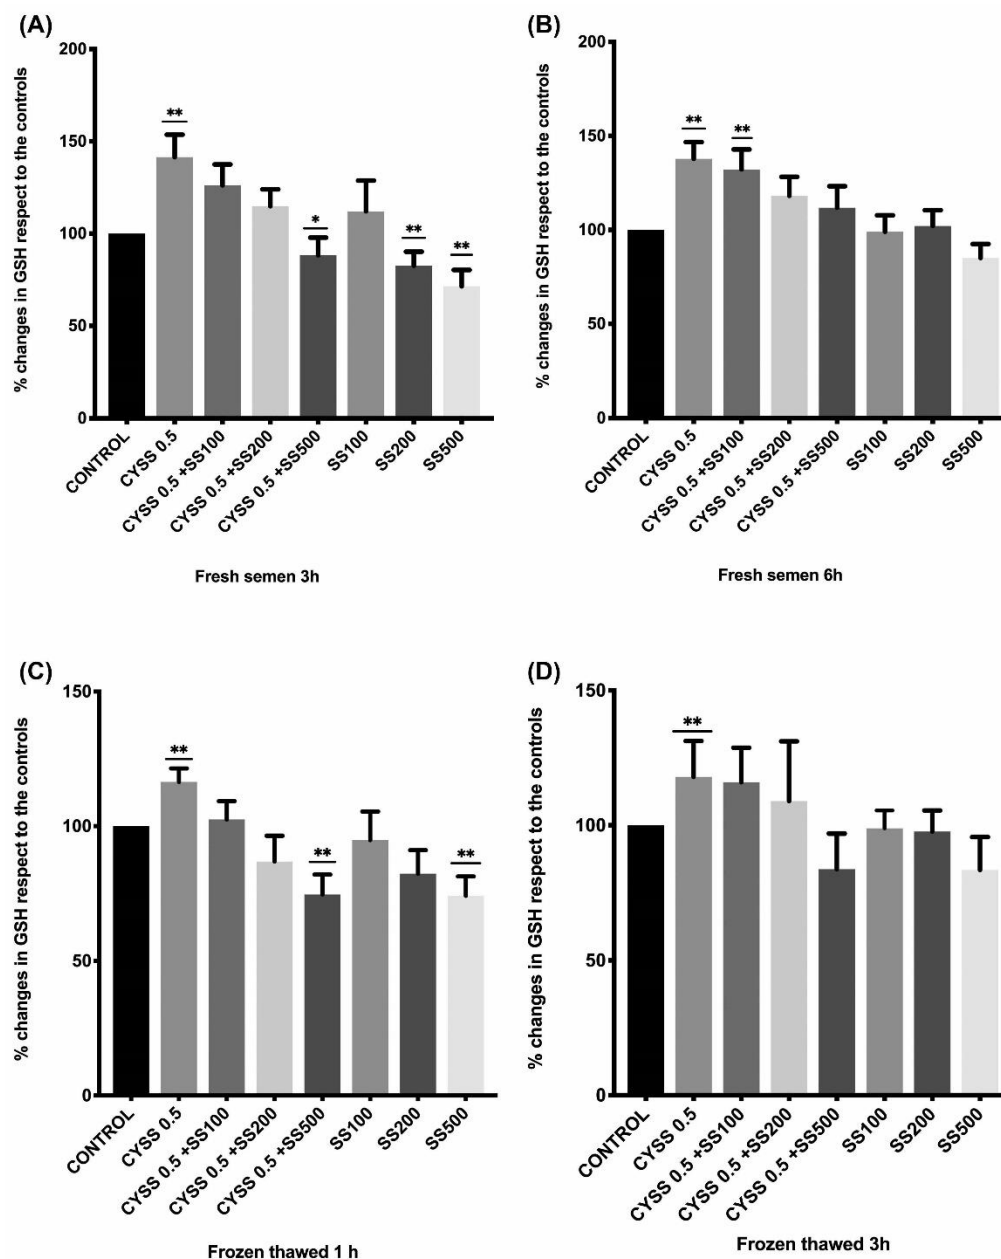 (A)
% changes in GSH respect to the controls
200
150
100
50
0
**
*
**
**
CONTROL
CYSS 0.5
CYSS 0.5 +SS100
CYSS 0.5 +SS200
CYSS 0.5 +SS500
SS100
SS200
SS500
Fresh semen 3h
(B)
% changes in GSH respect to the controls
200
150
100
50
0
**
**
CONTROL
CYSS 0.5
CYSS 0.5 +SS100
CYSS 0.5 +SS200
CYSS 0.5 +SS500
SS100
SS200
SS500
Fresh semen 6h
(C)
% changes in GSH respect to the controls
150
100
50
0
**
**
**
CONTROL
CYSS 0.5
CYSS 0.5 +SS100
CYSS 0.5 +SS200
CYSS 0.5 +SS500
SS100
SS200
SS500
Frozen thawed 1 h
(D)
% changes in GSH respect to the controls
150
100
50
0
**
CONTROL
CYSS 0.5
CYSS 0.5 +SS100
CYSS 0.5 +SS200
CYSS 0.5 +SS500
SS100
SS200
SS500
Frozen thawed 3h